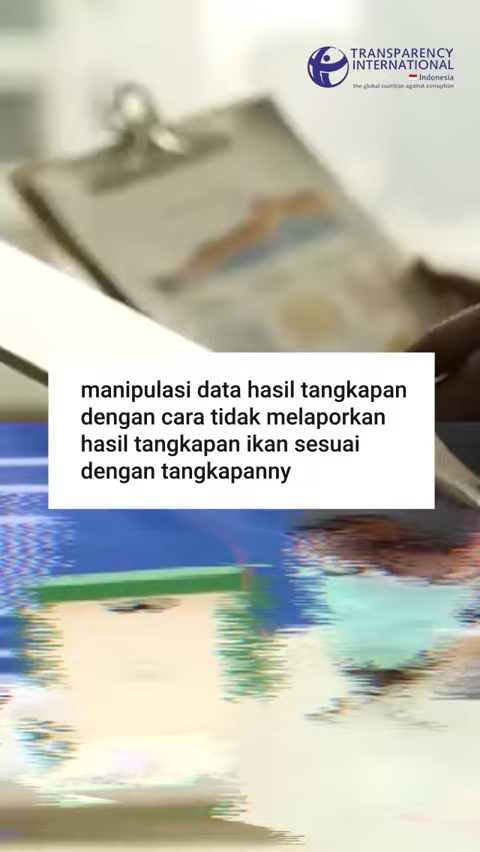 TRANSPARENCY
INTERNATIONAL
Indonesia
the global coalition against corruption
manipulasi data hasil tangkapan
dengan cara tidak melaporkan
hasil tangkapan ikan sesuai
dengan tangkapanny